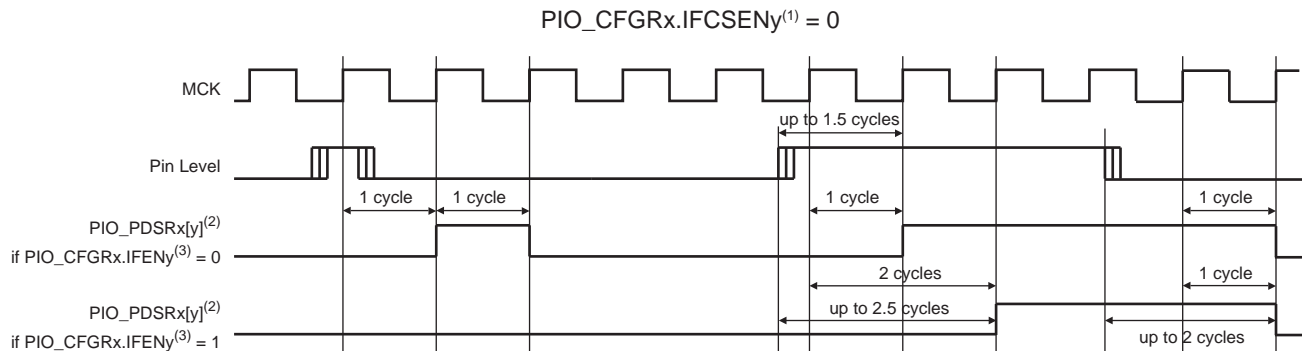 PIO_CFGRx.IFCSENy(1) = 0
MCK
up to 1.5 cycles
Pin Level
1 cycle
1 cycle
1 cycle
1 cycle
PIO_PDSRx[y](2)
if PIO_CFGRx.IFENy(3) = 0
2 cycles
1 cycle
PIO_PDSRx[y](2)
if PIO_CFGRx.IFENy(3) = 1
up to 2.5 cycles
up to 2 cycles